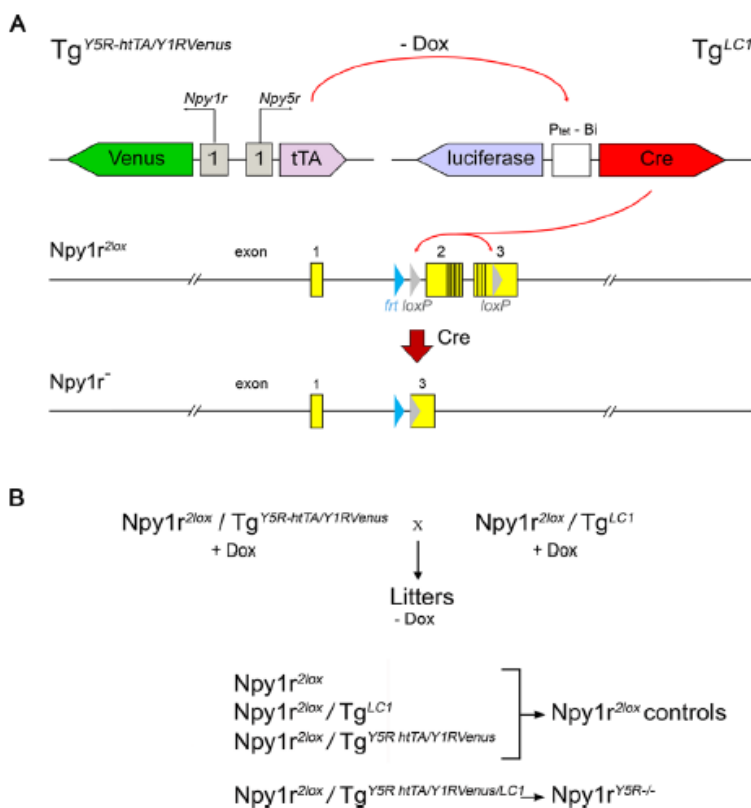 A
Tg^Y5R-htTA/Y1RVenus - Dox Tg^LC1
Npy1r Npy5r
Ptet - Bi
Venus 1 1 tTA luciferase Cre
Npy1r^2lox exon 1 2 3
frt loxP loxP
Cre
Npy1r^- exon 1 3
B
Npy1r^2lox / Tg^Y5R-htTA/Y1RVenus x Npy1r^2lox / Tg^LC1
+ Dox + Dox
Litters
- Dox
Npy1r^2lox
Npy1r^2lox / Tg^LC1
Npy1r^2lox controls
Npy1r^2lox / Tg^Y5R htTA/Y1RVenus
Npy1r^2lox / Tg^Y5R htTA/Y1RVenus/LC1 Npy1r^Y5R-/-